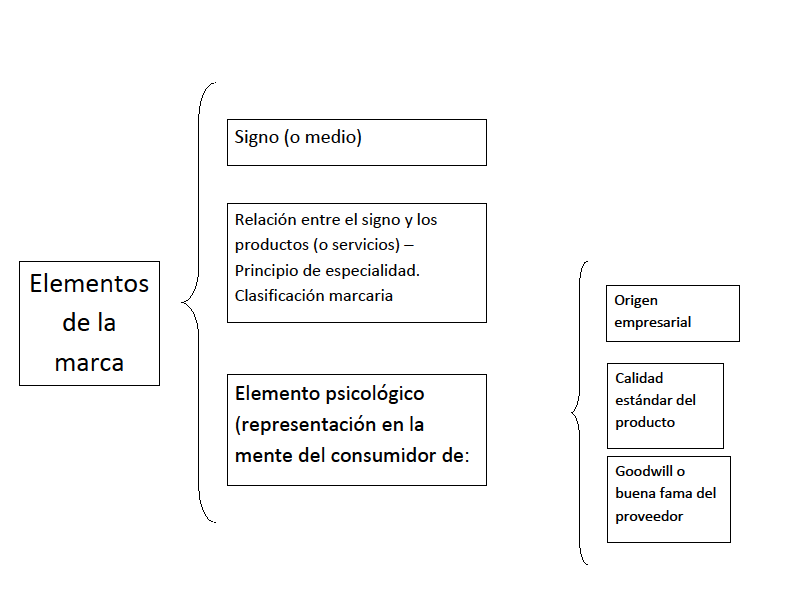 Elementos
de la
marca
Signo (o medio)
Relación entre el signo y los
productos (o servicios) –
Principio de especialidad.
Clasificación marcaria
Elemento psicológico
(representación en la
mente del consumidor de:
Origen
empresarial
Calidad
estándar del
producto
Goodwill o
buena fama del
proveedor